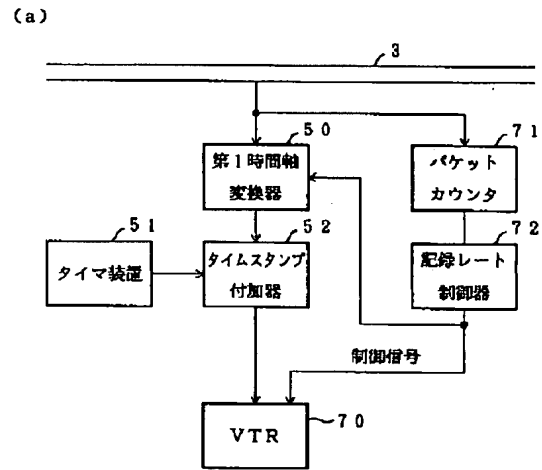 (a)
3
50
第1時間軸
変換器
71
パケット
カウンタ
51
タイマ装置
52
タイムスタンプ
付加器
72
記録レート
制御器
制御信号
VTR
70